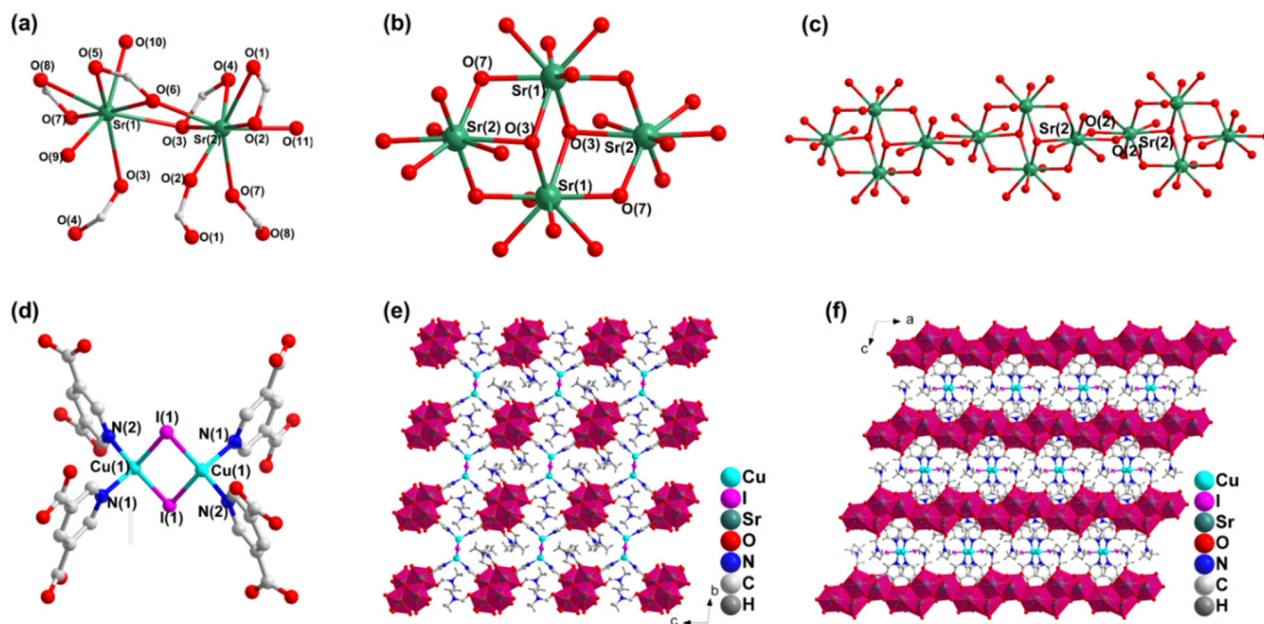 (a)
O(10)
O(5)
O(1)
O(8)
O(4)
O(6)
O(7)
Sr(1)
O(3)
Sr(2)
O(2)
O(11)
O(9)
O(3)
O(2)
O(7)
O(4)
O(1)
O(8)
(b)
O(7)
Sr(1)
Sr(2)
O(3)
O(3)
Sr(2)
Sr(1)
O(7)
(c)
O(2)
Sr(2)
Sr(2)
O(2)
(d)
I(1)
N(2)
N(1)
Cu(1)
Cu(1)
N(1)
I(1)
N(2)
(e)
Cu
I
Sr
O
N
C
H
b
c
(f)
a
c
Cu
I
Sr
O
N
C
H